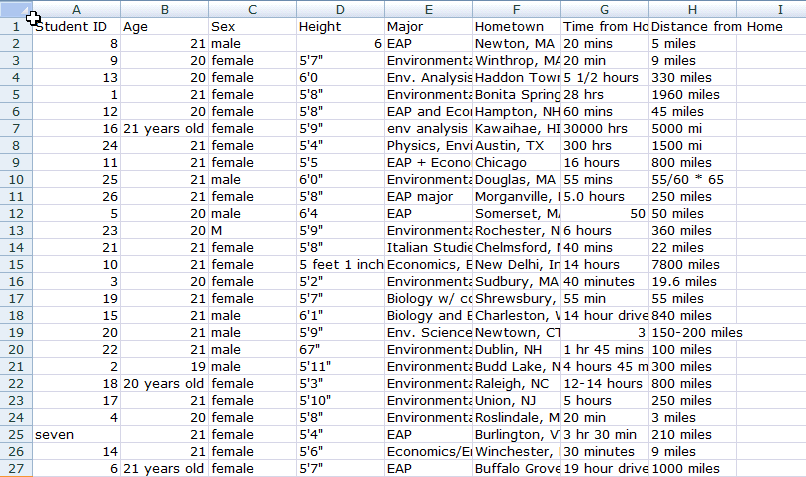 A B C D E F G H I
1 Student ID Age Sex Height Major Hometown Time from Ho Distance from Home
2 8 21 male 6 EAP Newton, MA 20 mins 5 miles
3 9 20 female 5'7" Environmenta Winthrop, MA 20 min 9 miles
4 13 20 female 6'0 Env. Analysis Haddon Town 5 1/2 hours 330 miles
5 1 21 female 5'8" Environmenta Bonita Spring 28 hrs 1960 miles
6 12 20 female 5'8" EAP and Econ Hampton, NH 60 mins 45 miles
7 16 21 years old female 5'9" env analysis Kawaihae, HI 30000 hrs 5000 mi
8 24 21 female 5'4" Physics, Envi Austin, TX 300 hrs 1500 mi
9 11 21 female 5'5 EAP + Econo Chicago 16 hours 800 miles
10 25 21 male 6'0" Environmenta Douglas, MA 55 mins 55/60 * 65
11 26 21 female 5'8" EAP major Morganville, 5.0 hours 250 miles
12 5 20 male 6'4 EAP Somerset, MA 50 50 miles
13 23 20 M 5'9" Environmenta Rochester, N 6 hours 360 miles
14 21 21 female 5'8" Italian Studie Chelmsford, 40 mins 22 miles
15 10 21 female 5 feet 1 inch Economics, E New Delhi, In 14 hours 7800 miles
16 3 20 female 5'2" Environmenta Sudbury, MA 40 minutes 19.6 miles
17 19 21 female 5'7" Biology w/ co Shrewsbury, 55 min 55 miles
18 15 21 male 6'1" Biology and E Charleston, W 14 hour drive 840 miles
19 20 21 male 5'9" Env. Science Newtown, CT 3 150-200 miles
20 22 21 male 67" Environmenta Dublin, NH 1 hr 45 mins 100 miles
21 2 19 male 5'11" Environmenta Budd Lake, N 4 hours 45 m 300 miles
22 18 20 years old female 5'3" Environmenta Raleigh, NC 12-14 hours 800 miles
23 17 21 female 5'10" Environmenta Union, NJ 5 hours 250 miles
24 4 20 female 5'8" Environmenta Roslindale, M 20 min 3 miles
25 seven 21 female 5'4" EAP Burlington, V 3 hr 30 min 210 miles
26 14 21 female 5'6" Economics/En Winchester, 30 minutes 9 miles
27 6 21 years old female 5'7" EAP Buffalo Grove 19 hour drive 1000 miles